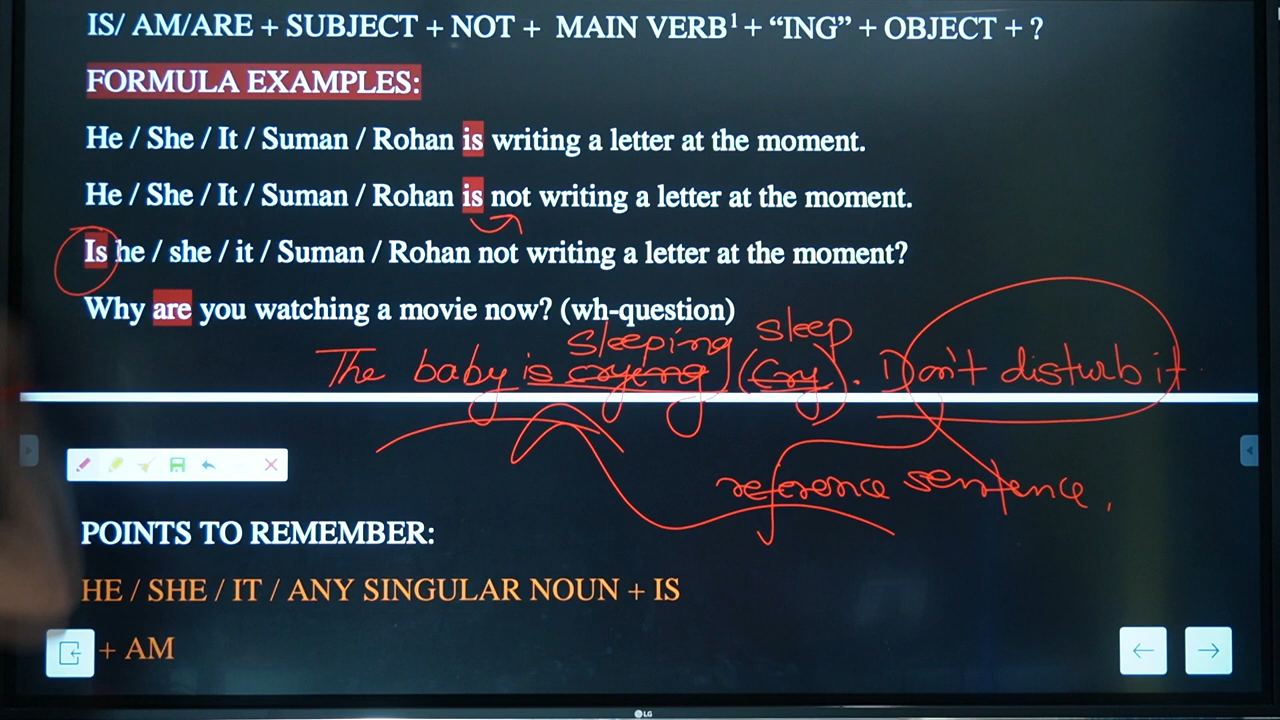 IS/ AM/ARE + SUBJECT + NOT + MAIN VERB¹ + “ING” + OBJECT + ?
FORMULA EXAMPLES:
He / She / It / Suman / Rohan is writing a letter at the moment.
He / She / It / Suman / Rohan is not writing a letter at the moment.
Is he / she / it / Suman / Rohan not writing a letter at the moment?
Why are you watching a movie now? (wh-question)
sleeping sleep
The baby is crying (Cry). Don't disturb it.
reference sentence.
POINTS TO REMEMBER:
HE / SHE / IT / ANY SINGULAR NOUN + IS
+ AM
LG